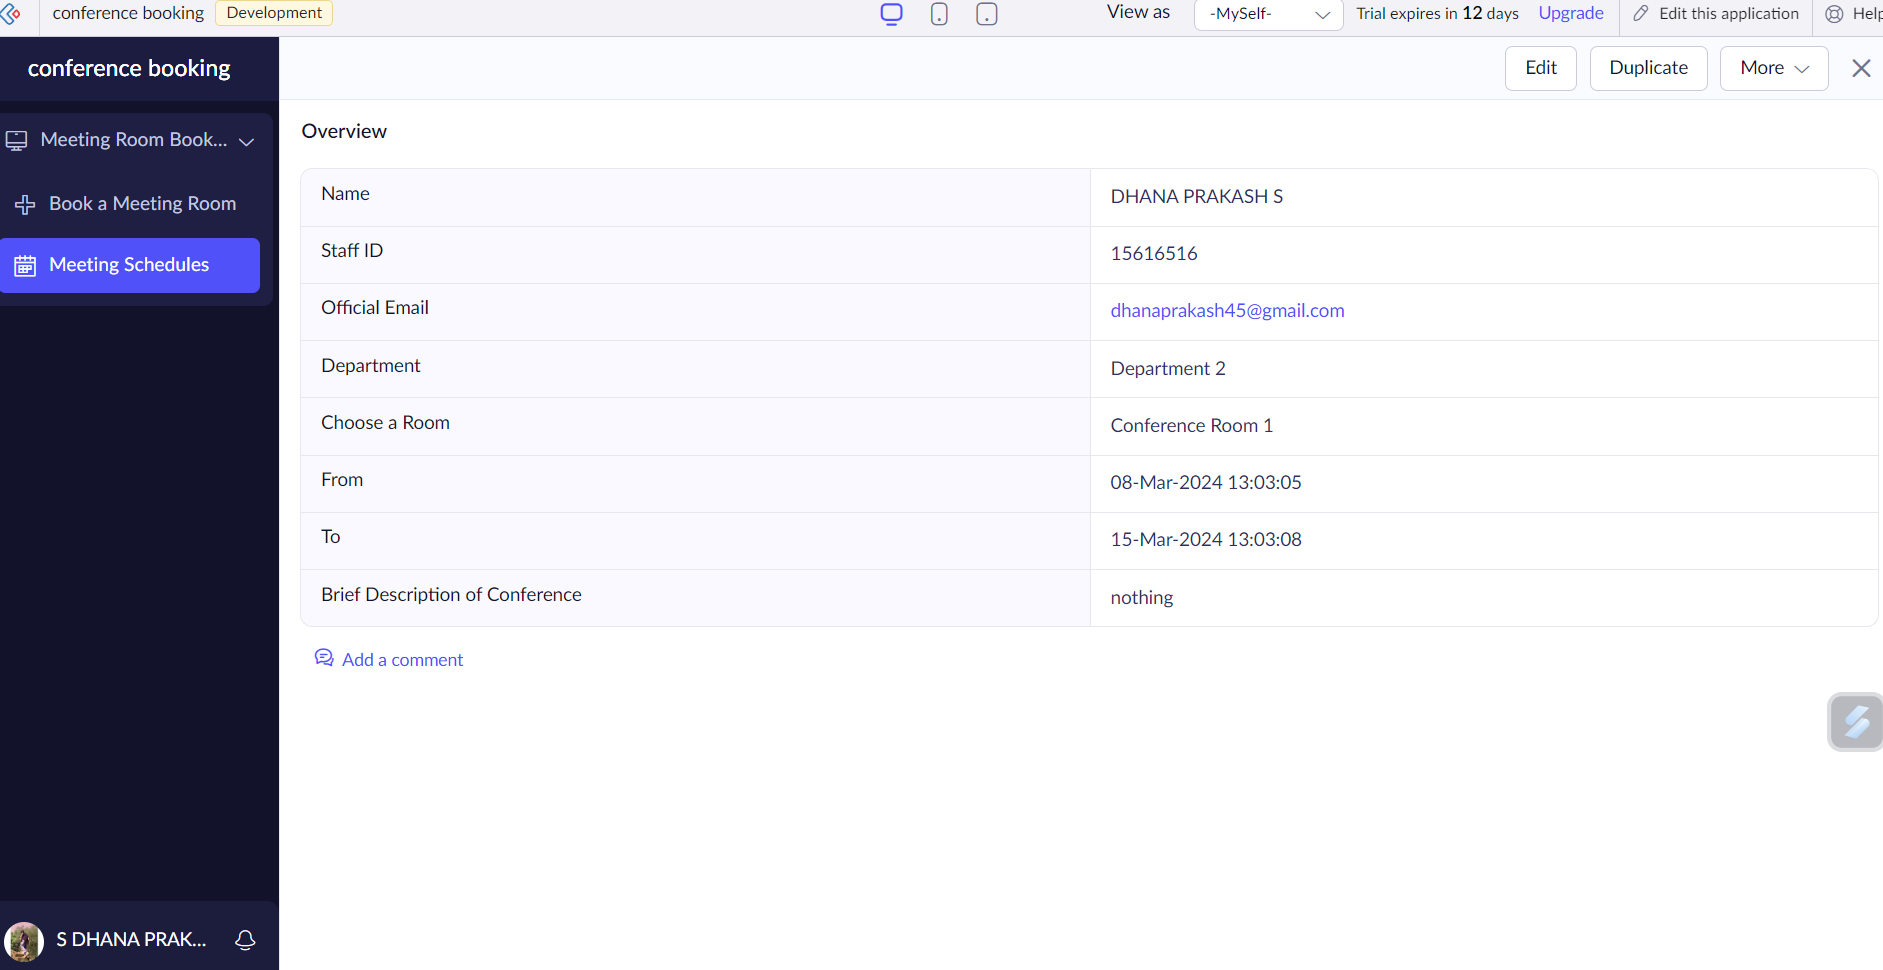 conference booking Development View as -MySelf- Trial expires in 12 days Upgrade Edit this application Help
conference booking Edit Duplicate More
Overview
Meeting Room Book...
Book a Meeting Room
Meeting Schedules
Name DHANA PRAKASH S
Staff ID 15616516
Official Email dhanaprakash45@gmail.com
Department Department 2
Choose a Room Conference Room 1
From 08-Mar-2024 13:03:05
To 15-Mar-2024 13:03:08
Brief Description of Conference nothing
Add a comment
S DHANA PRAK...